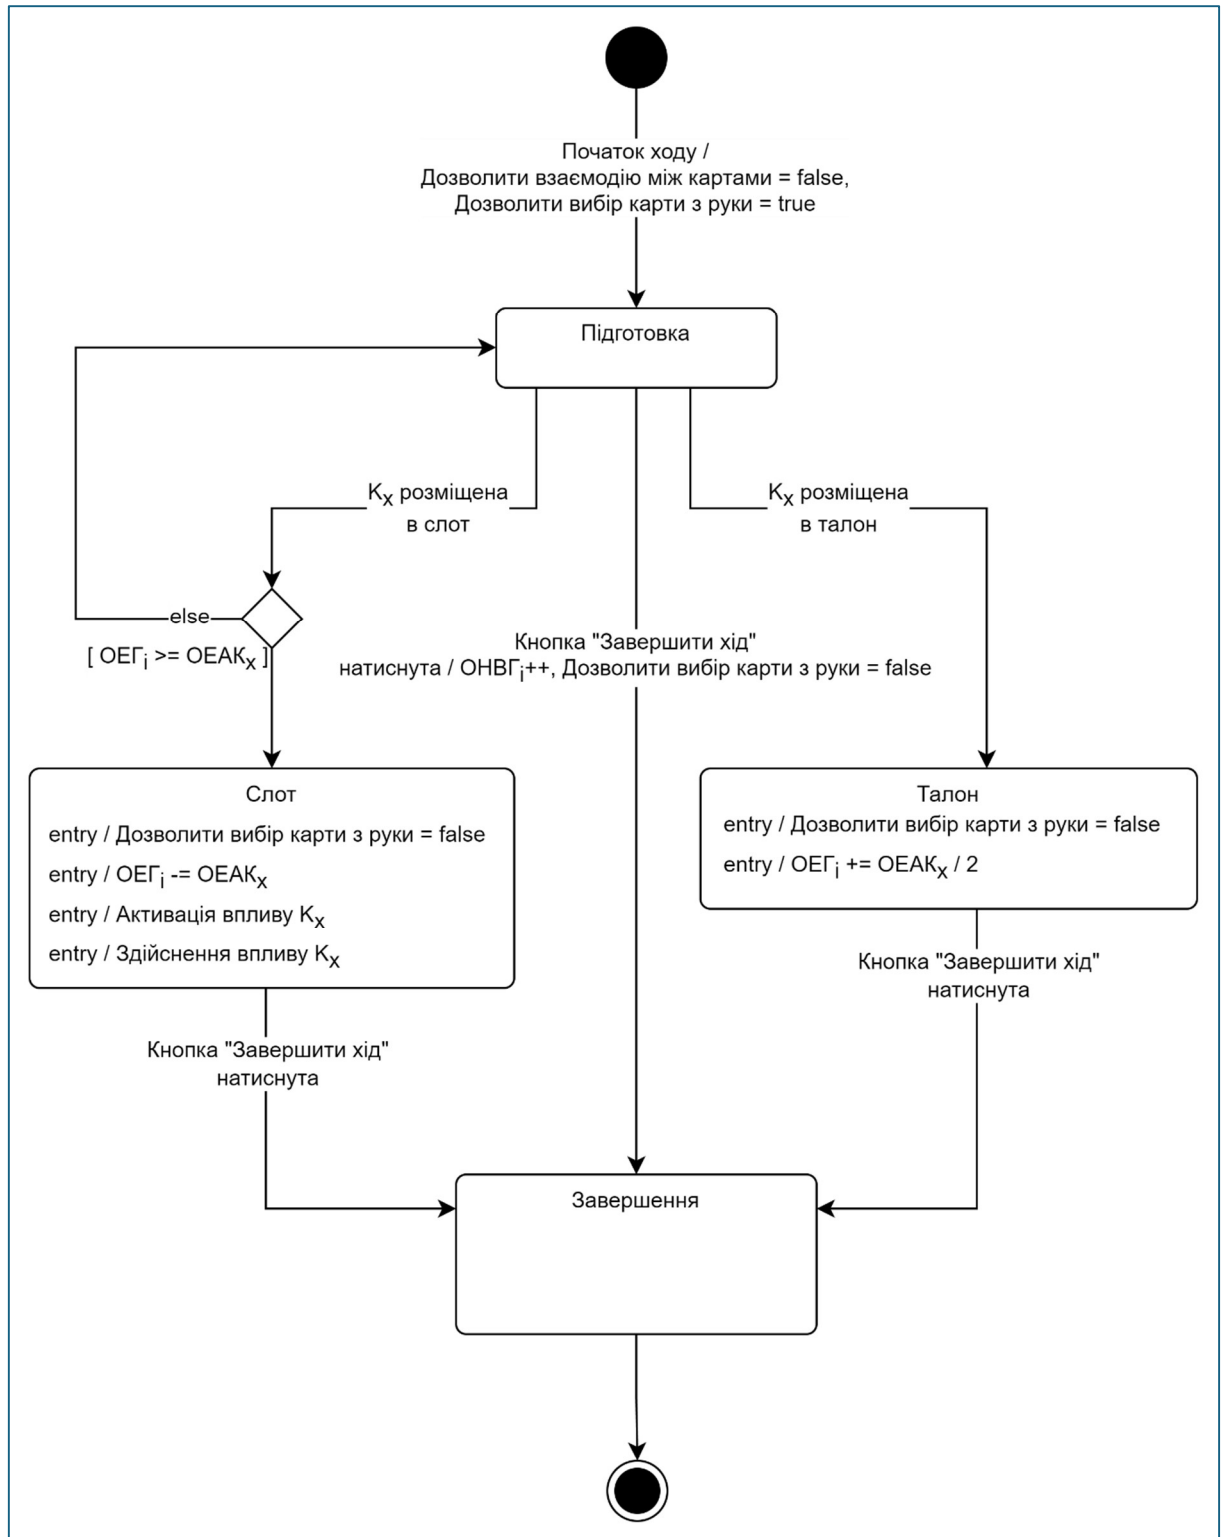 Початок ходу /
Дозволити взаємодію між картами = false,
Дозволити вибір карти з руки = true
Підготовка
Kx розміщена
в слот
Kx розміщена
в талон
else
[ ОЕГi >= ОЕАКx ]
Кнопка "Завершити хід"
натиснута / ОНВГi++, Дозволити вибір карти з руки = false
Слот
entry / Дозволити вибір карти з руки = false
entry / ОЕГi -= ОЕАКx
entry / Активація впливу Kx
entry / Здійснення впливу Kx
Талон
entry / Дозволити вибір карти з руки = false
entry / ОЕГi += ОЕАКx / 2
Кнопка "Завершити хід"
натиснута
Кнопка "Завершити хід"
натиснута
Завершення